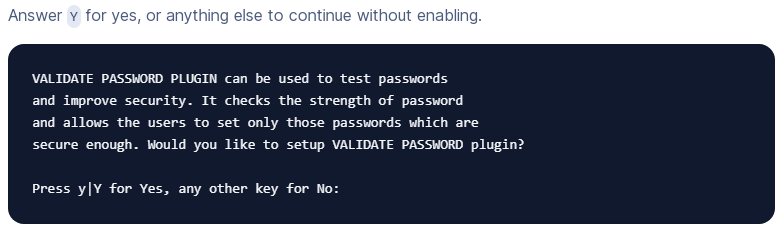 Answer Y for yes, or anything else to continue without enabling.
VALIDATE PASSWORD PLUGIN can be used to test passwords
and improve security. It checks the strength of password
and allows the users to set only those passwords which are
secure enough. Would you like to setup VALIDATE PASSWORD plugin?
Press y|Y for Yes, any other key for No: